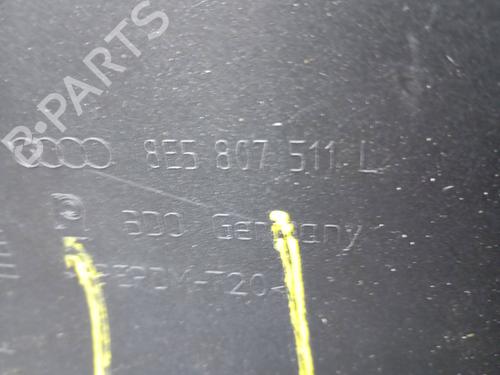 B-PARTS
8E5 807 511 L
BDO Germany